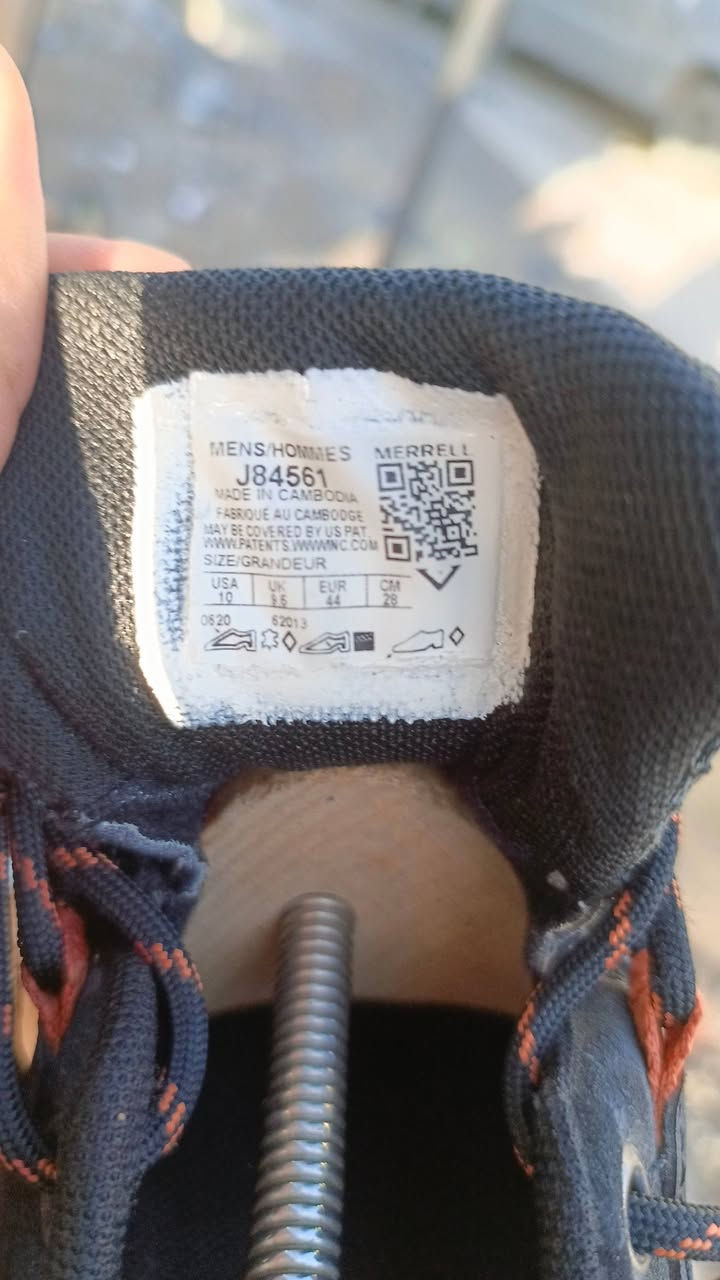 MENS/HOMMES MERRELL
J84561
MADE IN CAMBODIA
FABRIQUE AU CAMBODGE
MAY BE COVERED BY US PAT.
WWW.PATENTS.WWWINC.COM
SIZE/GRANDEUR
USA UK EUR CM
10 9.5 44 28
0620 62013